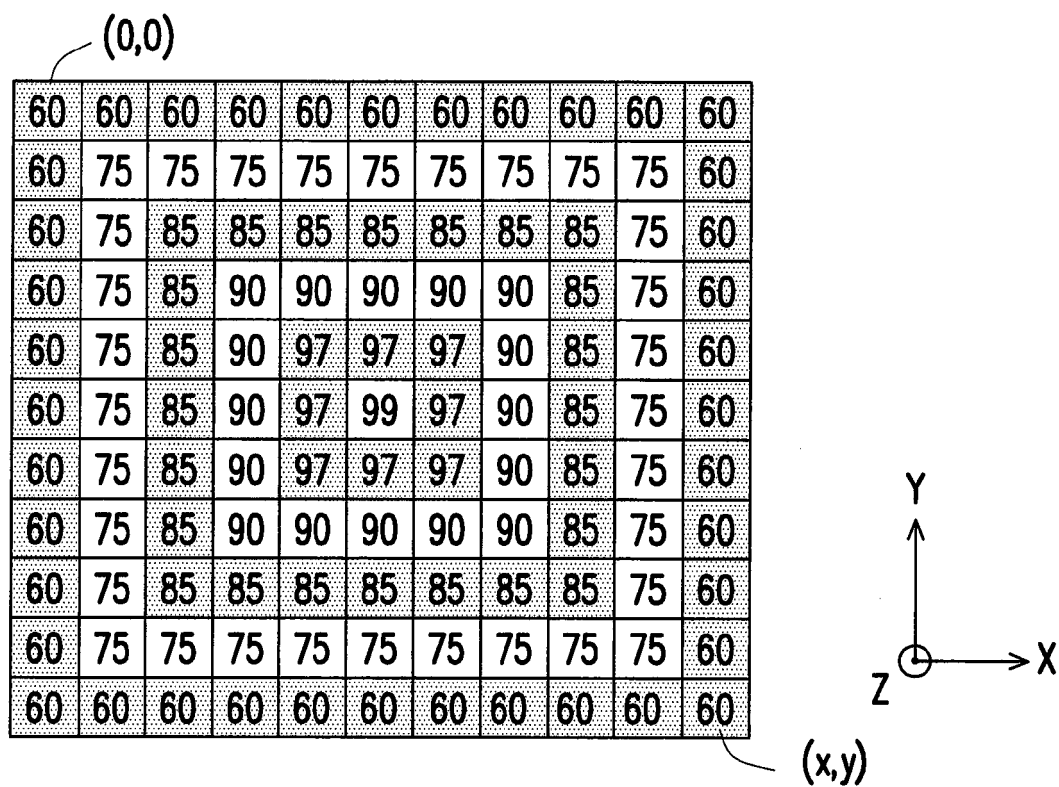 (0,0)
60 60 60 60 60 60 60 60 60 60 60
60 75 75 75 75 75 75 75 75 75 60
60 75 85 85 85 85 85 85 85 75 60
60 75 85 90 90 90 90 90 85 75 60
60 75 85 90 97 97 97 90 85 75 60
60 75 85 90 97 99 97 90 85 75 60
60 75 85 90 97 97 97 90 85 75 60
60 75 85 90 90 90 90 90 85 75 60
60 75 85 85 85 85 85 85 85 75 60
60 75 75 75 75 75 75 75 75 75 60
60 60 60 60 60 60 60 60 60 60 60
Y
X
Z
(x,y)